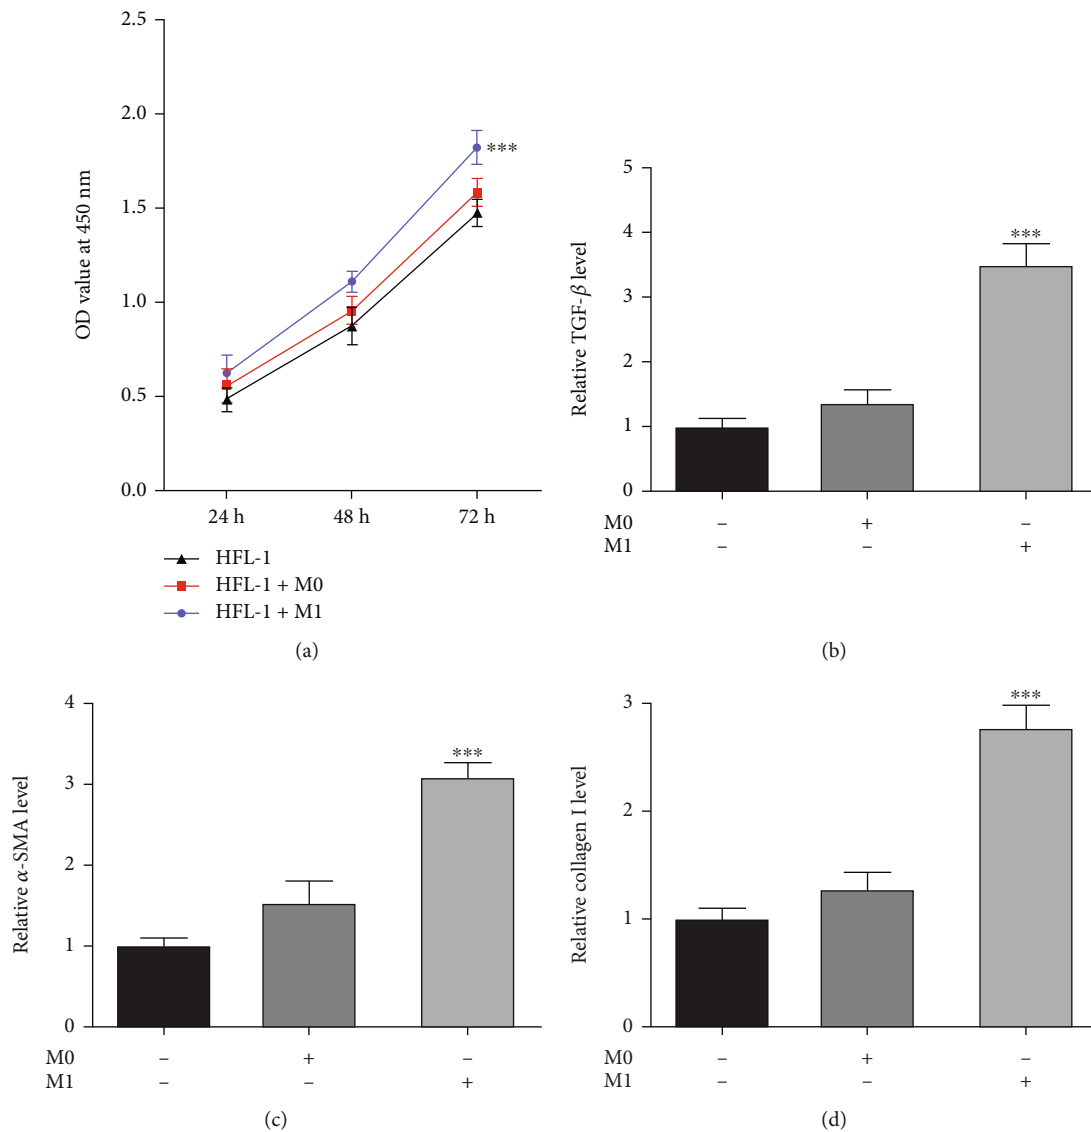 2.5
2.0
1.5
1.0
0.5
0.0
OD value at 450 nm
***
24 h 48 h 72 h
HFL-1
HFL-1 + M0
HFL-1 + M1
(a)
5
4
3
2
1
0
Relative TGF-β level
***
M0 – + –
M1 – – +
(b)
4
3
2
1
0
Relative α-SMA level
***
M0 – + –
M1 – – +
(c)
3
2
1
0
Relative collagen I level
***
M0 – + –
M1 – – +
(d)